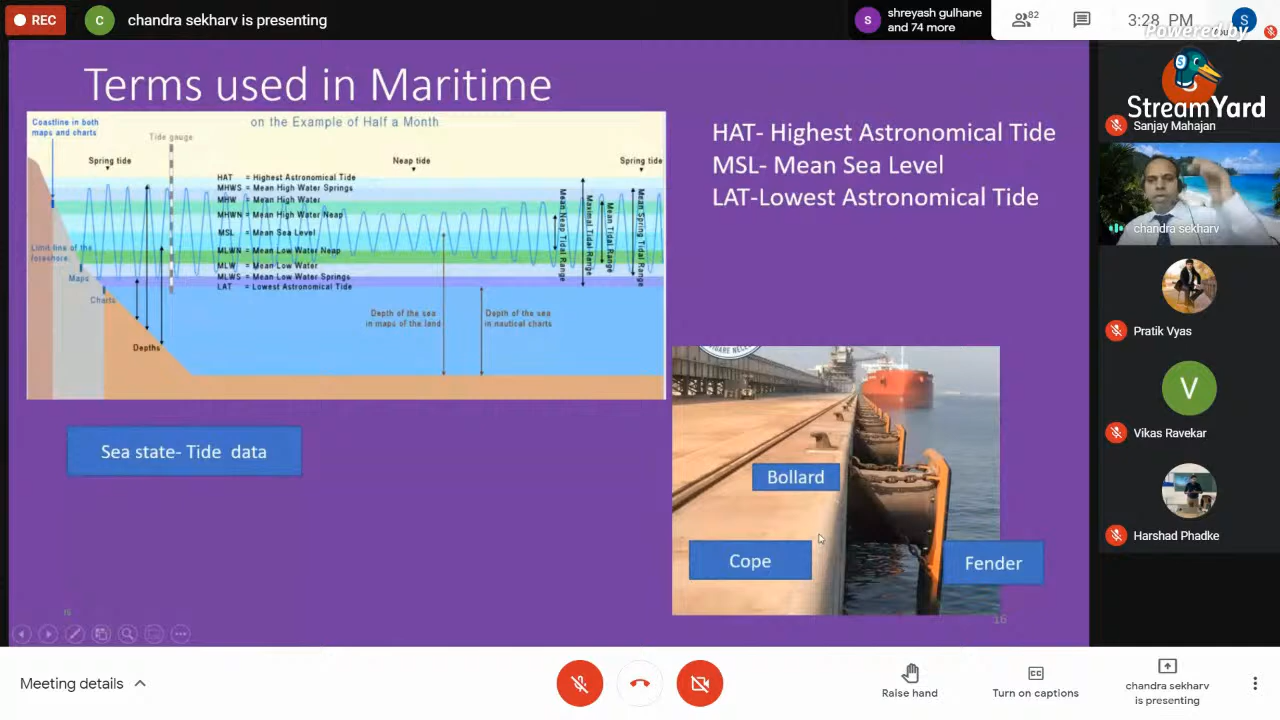 REC
C
chandra sekharv is presenting
S
shreyash gulhane
and 74 more
82
3:28 PM
S
Powered by
You
StreamYard
Sanjay Mahajan
chandra sekharv
Pratik Vyas
V
Vikas Ravekar
Harshad Phadke
Terms used in Maritime
on the Example of Half a Month
Coastline in both
maps and charts
Tide gauge
Spring tide
Neap tide
Spring tide
HAT = Highest Astronomical Tide
MHWS = Mean High Water Springs
MHW = Mean High Water
MHWN = Mean High Water Neap
MSL = Mean Sea Level
MLWN = Mean Low Water Neap
MLW = Mean Low Water
MLWS = Mean Low Water Springs
LAT = Lowest Astronomical Tide
Limit line of the
foreshore.
Maps
Charts
Depths
Mean Neap Tidal Range
Maximal Tidal Range
Mean Tidal Range
Mean Spring Tidal Range
Depth of the sea
in maps of the land
Depth of the sea
in nautical charts
HAT- Highest Astronomical Tide
MSL- Mean Sea Level
LAT-Lowest Astronomical Tide
Sea state- Tide data
Bollard
Cope
Fender
16
16
Meeting details
Raise hand
CC
Turn on captions
chandra sekharv
is presenting